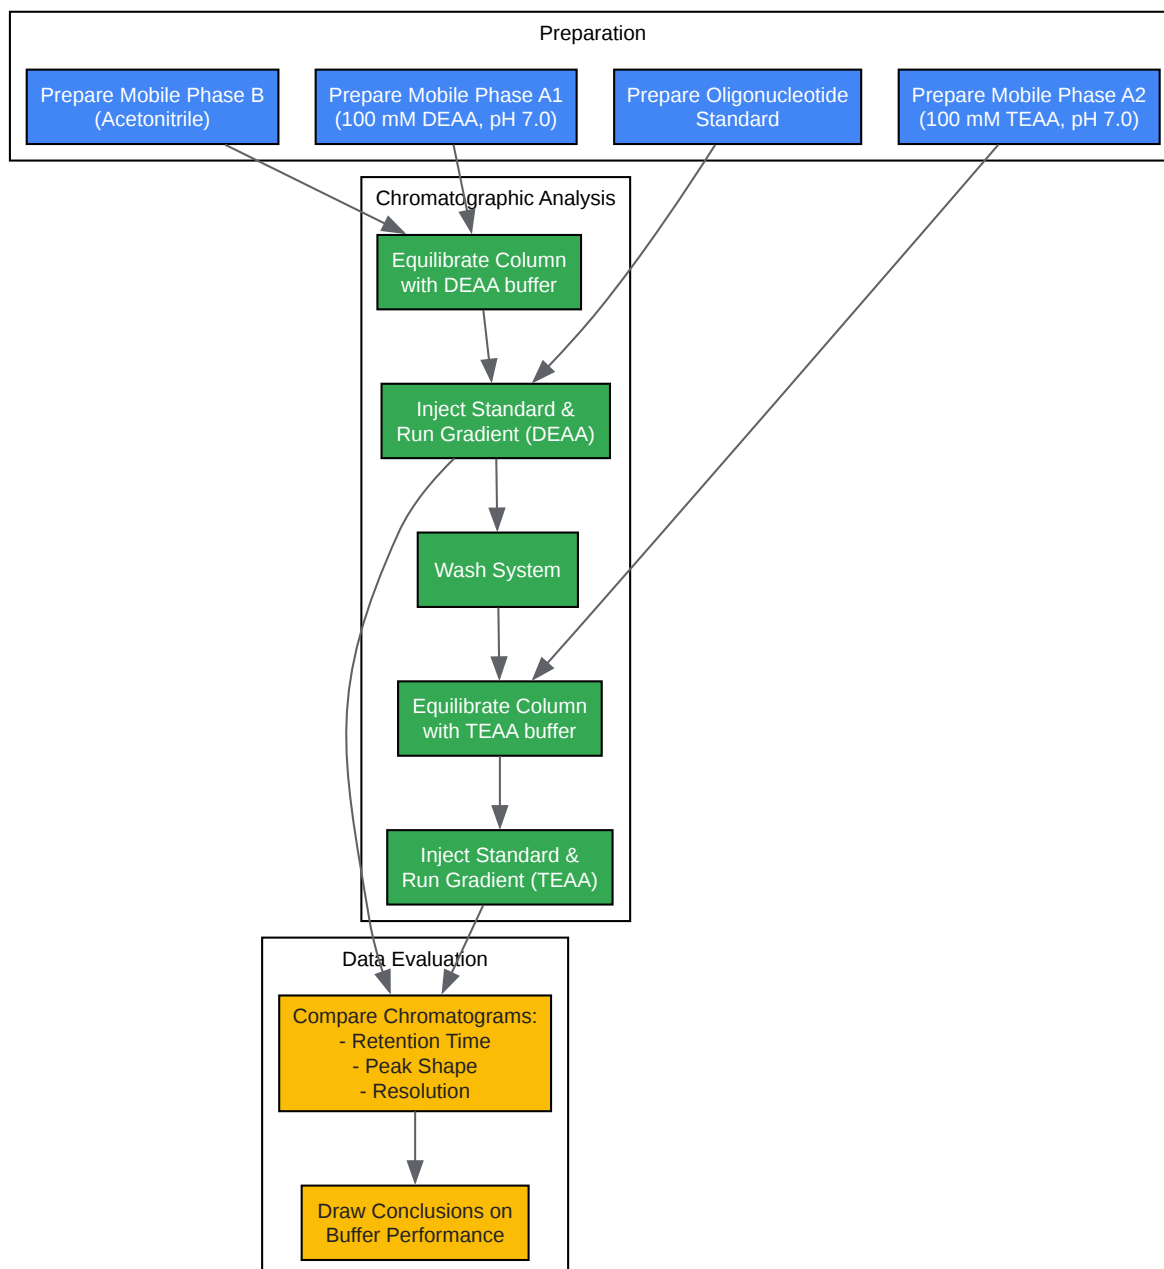 Preparation
Prepare Mobile Phase B
(Acetonitrile)
Prepare Mobile Phase A1
(100 mM DEAA, pH 7.0)
Prepare Oligonucleotide
Standard
Prepare Mobile Phase A2
(100 mM TEAA, pH 7.0)
Chromatographic Analysis
Equilibrate Column
with DEAA buffer
Inject Standard &
Run Gradient (DEAA)
Wash System
Equilibrate Column
with TEAA buffer
Inject Standard &
Run Gradient (TEAA)
Data Evaluation
Compare Chromatograms:
- Retention Time
- Peak Shape
- Resolution
Draw Conclusions on
Buffer Performance